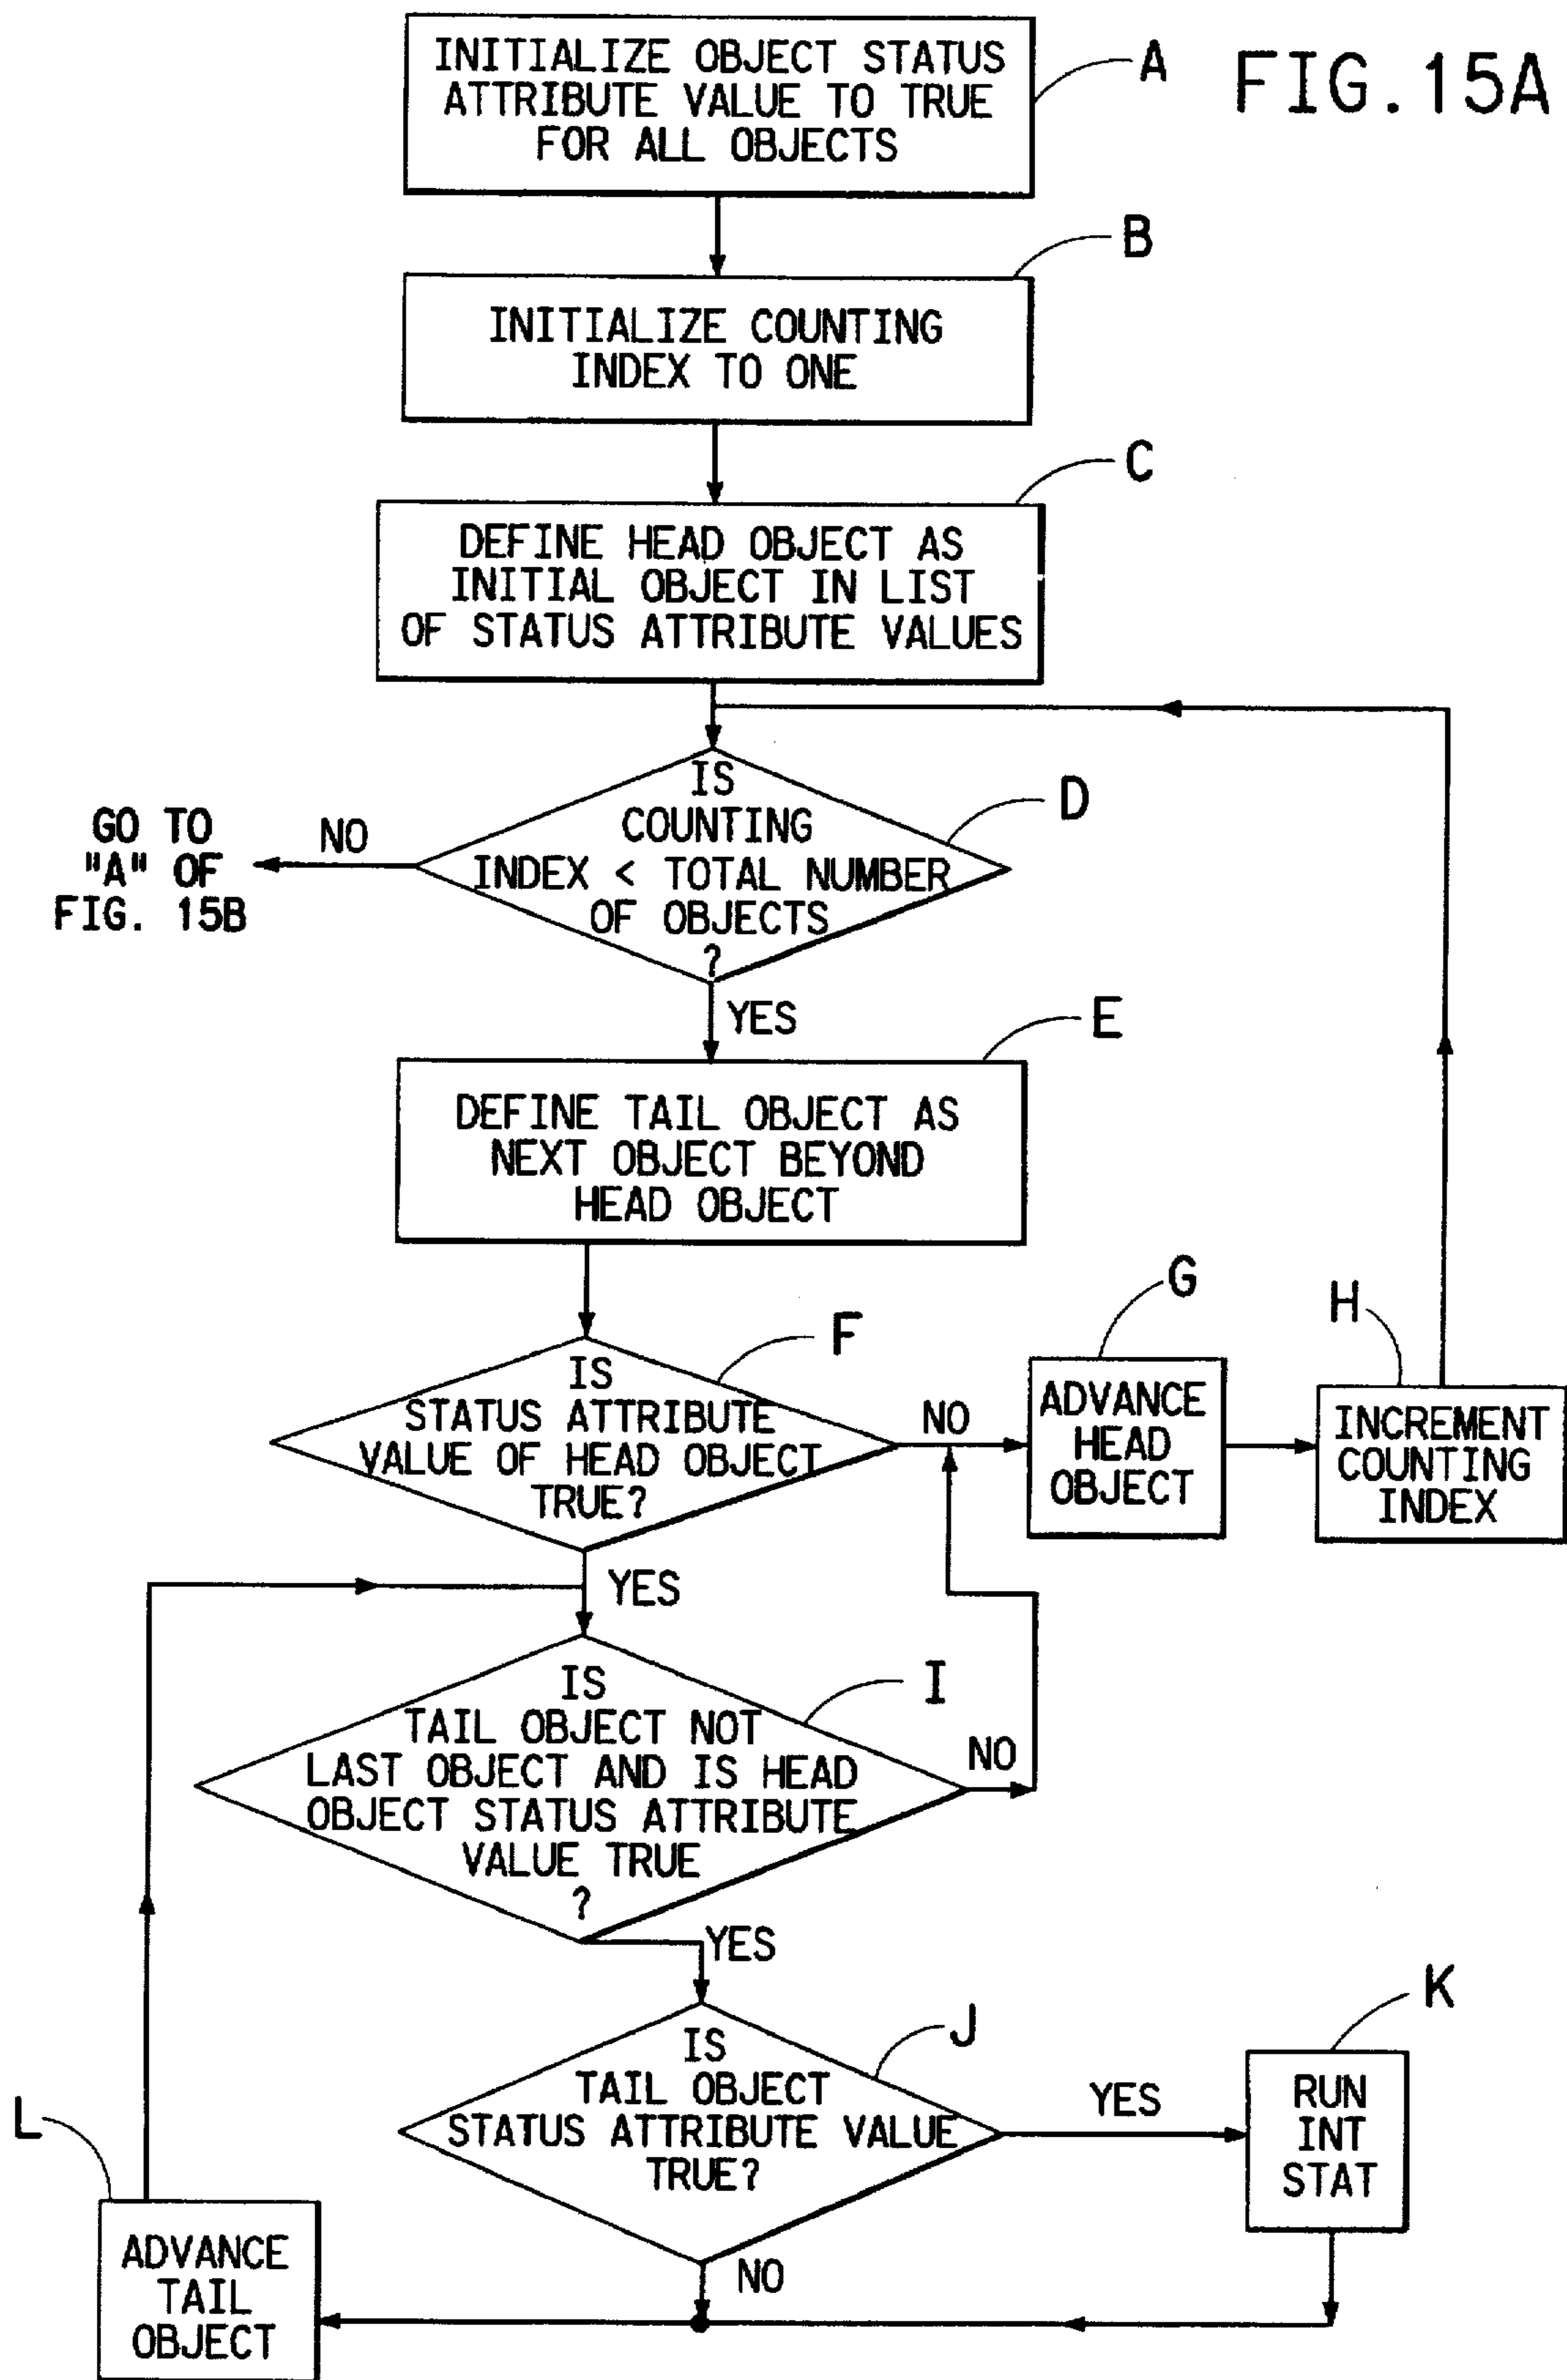 INITIALIZE OBJECT STATUS
ATTRIBUTE VALUE TO TRUE
FOR ALL OBJECTS
A
FIG.15A
B
INITIALIZE COUNTING
INDEX TO ONE
C
DEFINE HEAD OBJECT AS
INITIAL OBJECT IN LIST
OF STATUS ATTRIBUTE VALUES
IS
COUNTING
INDEX < TOTAL NUMBER
OF OBJECTS
?
D
NO
GO TO
"A" OF
FIG. 15B
YES
E
DEFINE TAIL OBJECT AS
NEXT OBJECT BEYOND
HEAD OBJECT
F
IS
STATUS ATTRIBUTE
VALUE OF HEAD OBJECT
TRUE?
NO
G
ADVANCE
HEAD
OBJECT
H
INCREMENT
COUNTING
INDEX
YES
I
IS
TAIL OBJECT NOT
LAST OBJECT AND IS HEAD
OBJECT STATUS ATTRIBUTE
VALUE TRUE
?
NO
YES
J
IS
TAIL OBJECT
STATUS ATTRIBUTE VALUE
TRUE?
YES
K
RUN
INT
STAT
NO
L
ADVANCE
TAIL
OBJECT